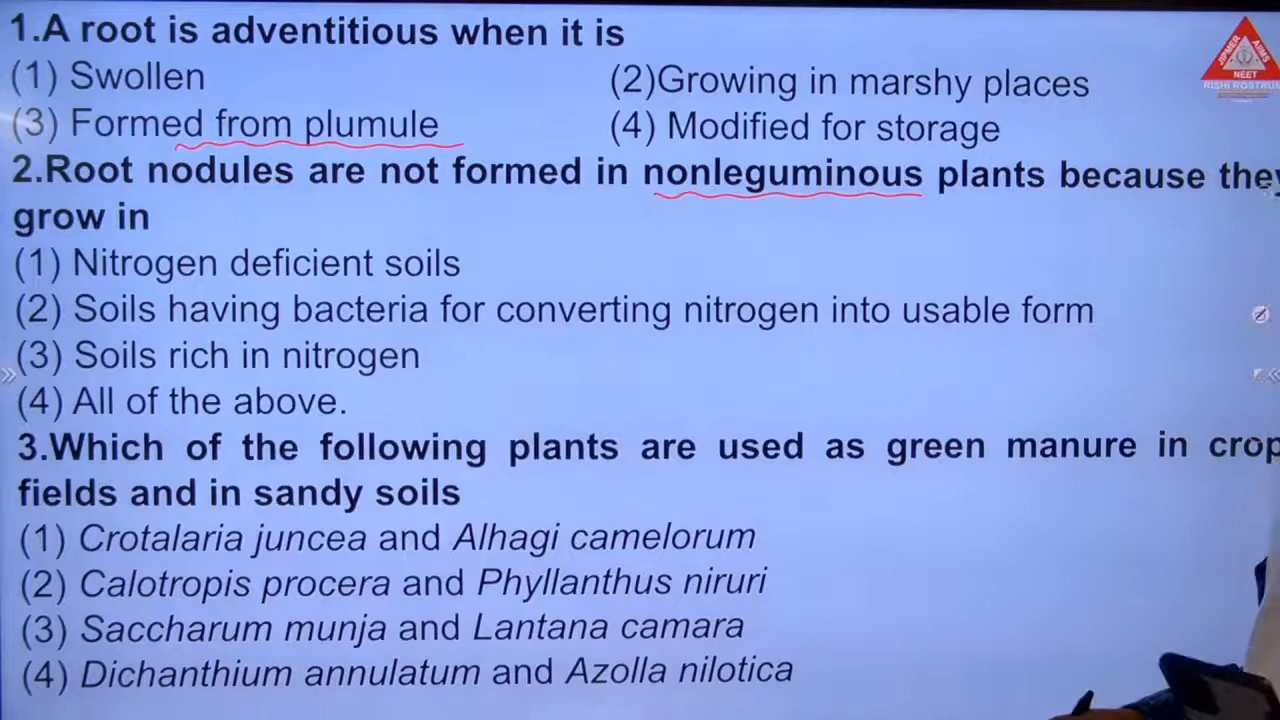 1.A root is adventitious when it is
(1) Swollen (2)Growing in marshy places
(3) Formed from plumule (4) Modified for storage
2.Root nodules are not formed in nonleguminous plants because they
grow in
(1) Nitrogen deficient soils
(2) Soils having bacteria for converting nitrogen into usable form
(3) Soils rich in nitrogen
(4) All of the above.
3.Which of the following plants are used as green manure in crop
fields and in sandy soils
(1) Crotalaria juncea and Alhagi camelorum
(2) Calotropis procera and Phyllanthus niruri
(3) Saccharum munja and Lantana camara
(4) Dichanthium annulatum and Azolla nilotica
JIPMER AIIMS
NEET
RISHI ROSTRUM